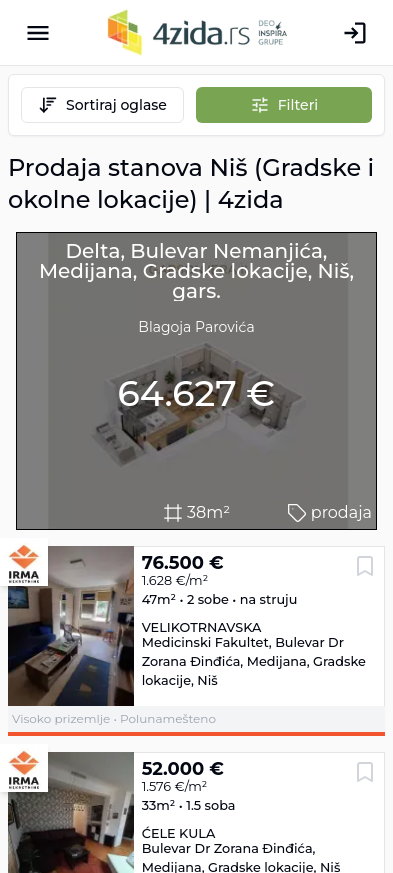 4zida.rs
DEO
INSPIRA
GRUPE
Sortiraj oglase
Filteri
Prodaja stanova Niš (Gradske i
okolne lokacije) | 4zida
Delta, Bulevar Nemanjića,
Medijana, Gradske lokacije, Niš,
gars.
Blagoja Parovića
64.627 €
38m²
prodaja
IRMA
NEKRETNINE
76.500 €
1.628 €/m²
47m² • 2 sobe • na struju
VELIKOTRNAVSKA
Medicinski Fakultet, Bulevar Dr
Zorana Đinđića, Medijana, Gradske
lokacije, Niš
Visoko prizemlje • Polunamešteno
IRMA
NEKRETNINE
52.000 €
1.576 €/m²
33m² • 1.5 soba
ĆELE KULA
Bulevar Dr Zorana Đinđića,
Medijana, Gradske lokacije, Niš